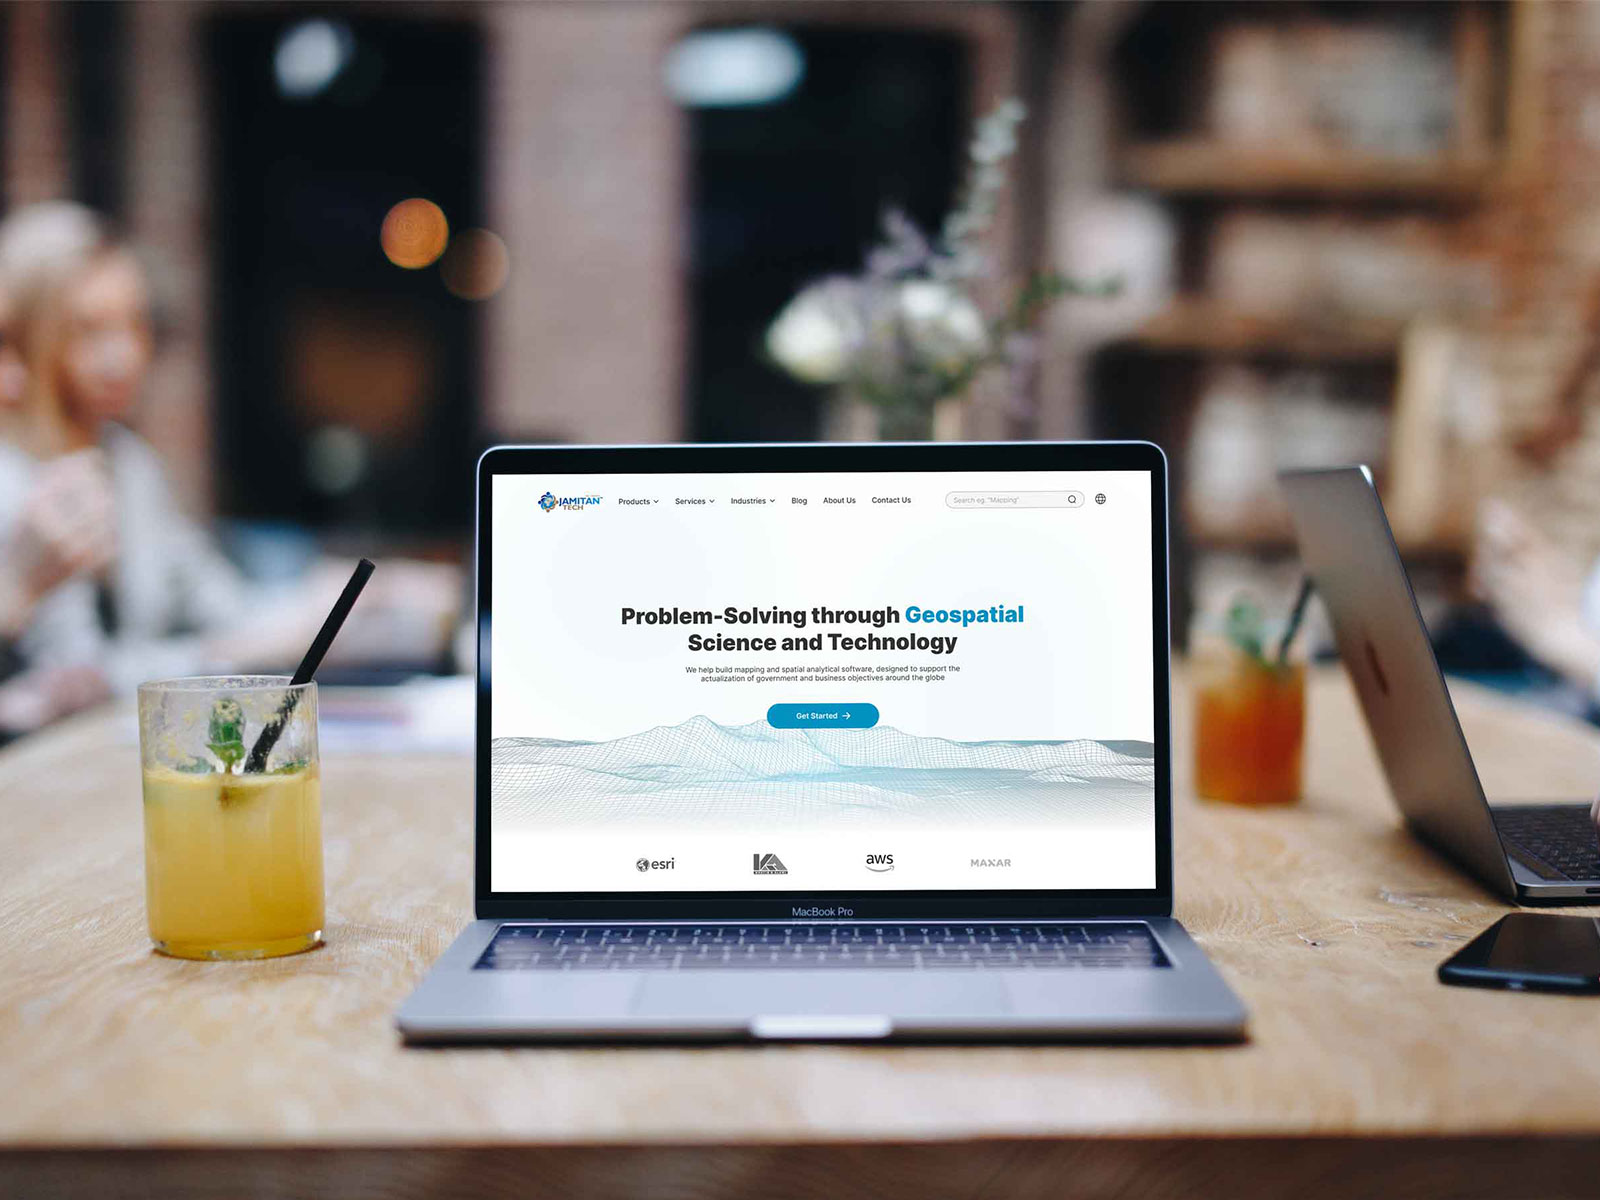 JAMITAN™
TECH
Products
Services
Industries
Blog
About Us
Contact Us
Search eg. "Mapping"
Problem-Solving through Geospatial
Science and Technology
We help build mapping and spatial analytical software, designed to support the
actualization of government and business objectives around the globe
Get Started →
esri
aws
MAXAR
MacBook Pro